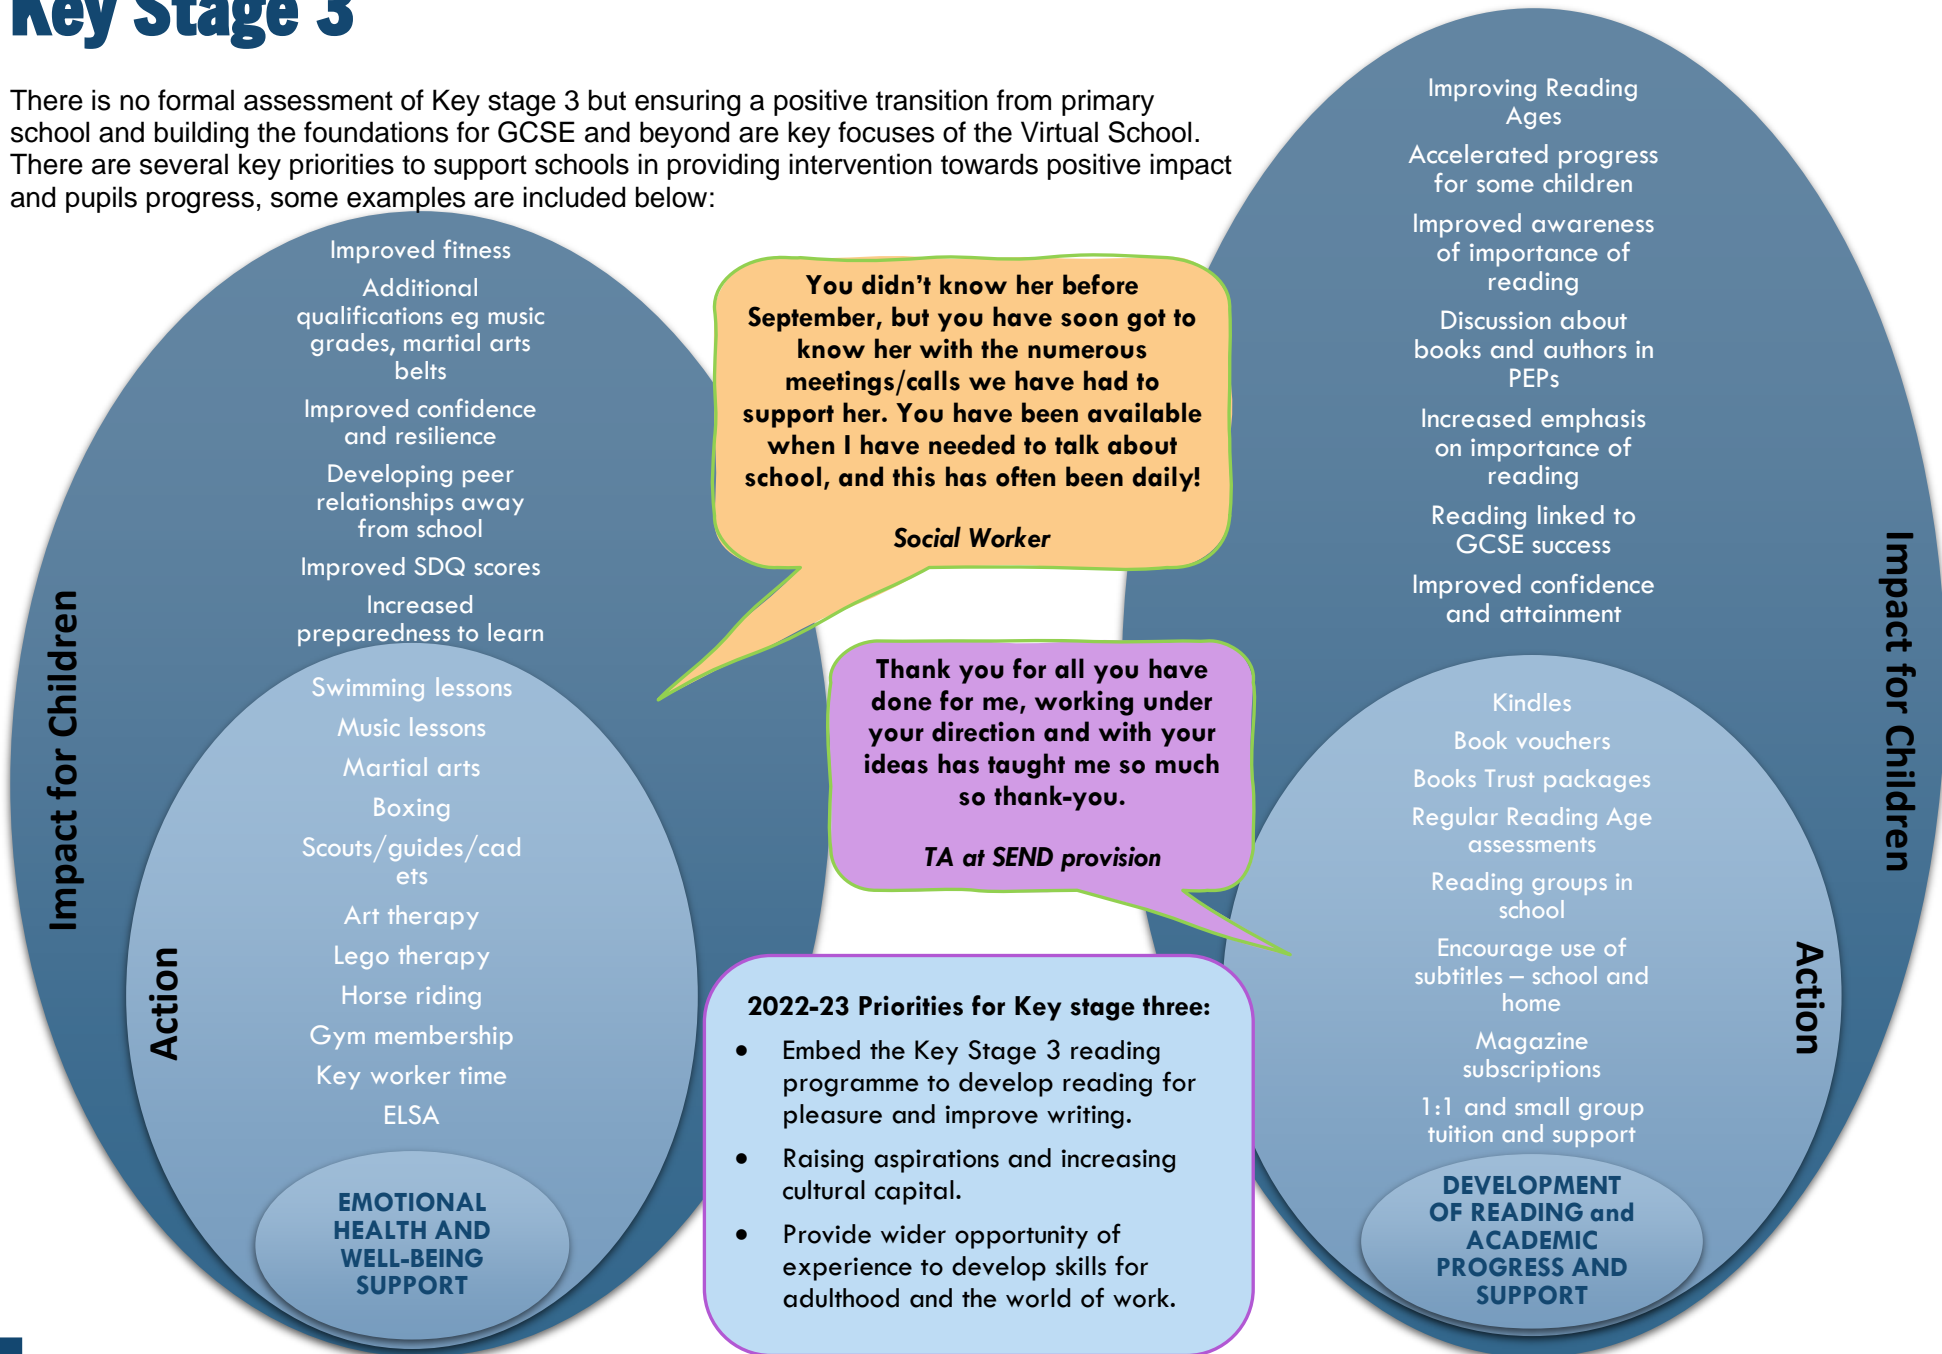 Key Stage 3
There is no formal assessment of Key stage 3 but ensuring a positive transition from primary
school and building the foundations for GCSE and beyond are key focuses of the Virtual School.
There are several key priorities to support schools in providing intervention towards positive impact
and pupils progress, some examples are included below:
Impact for Children
Improved fitness
Additional
qualifications eg music
grades, martial arts
belts
Improved confidence
and resilience
Developing peer
relationships away
from school
Improved SDQ scores
Increased
preparedness to learn
Action
Swimming lessons
Music lessons
Martial arts
Boxing
Scouts/guides/cad
ets
Art therapy
Lego therapy
Horse riding
Gym membership
Key worker time
ELSA
EMOTIONAL
HEALTH AND
WELL-BEING
SUPPORT
You didn't know her before
September, but you have soon got to
know her with the numerous
meetings/calls we have had to
support her. You have been available
when I have needed to talk about
school, and this has often been daily!
Social Worker
Thank you for all you have
done for me, working under
your direction and with your
ideas has taught me so much
so thank-you.
TA at SEND provision
2022-23 Priorities for Key stage three:
• Embed the Key Stage 3 reading
programme to develop reading for
pleasure and improve writing.
• Raising aspirations and increasing
cultural capital.
• Provide wider opportunity of
experience to develop skills for
adulthood and the world of work.
Improving Reading
Ages
Accelerated progress
for some children
Improved awareness
of importance of
reading
Discussion about
books and authors in
PEPs
Increased emphasis
on importance of
reading
Reading linked to
GCSE success
Improved confidence
and attainment
Impact for Children
Kindles
Book vouchers
Books Trust packages
Regular Reading Age
assessments
Reading groups in
school
Encourage use of
subtitles – school and
home
Magazine
subscriptions
1:1 and small group
tuition and support
Action
DEVELOPMENT
OF READING and
ACADEMIC
PROGRESS AND
SUPPORT